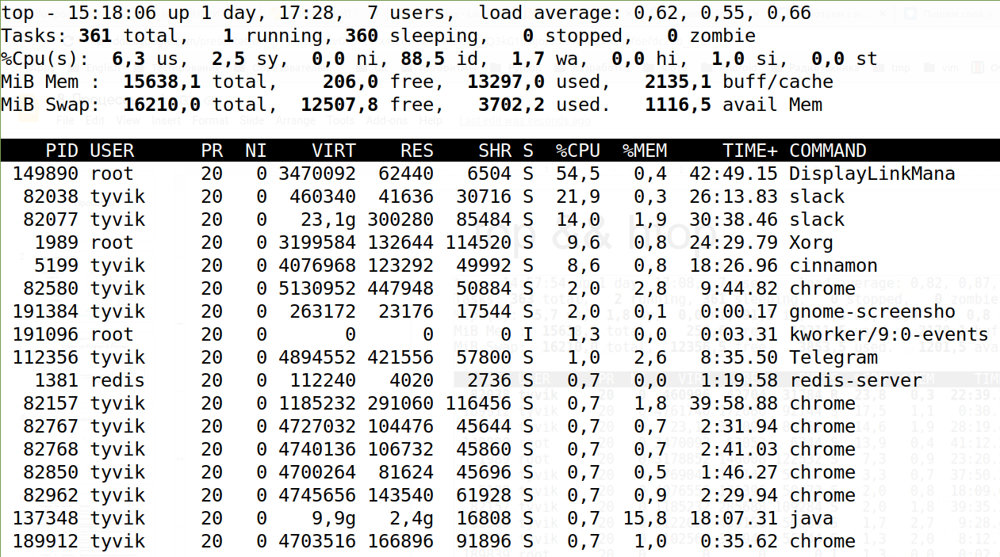 top - 15:18:06 up 1 day, 17:28,  7 users,  load average: 0,62, 0,55, 0,66
Tasks: 361 total,   1 running, 360 sleeping,   0 stopped,   0 zombie
%Cpu(s):  6,3 us,  2,5 sy,  0,0 ni, 88,5 id,  1,7 wa,  0,0 hi,  1,0 si,  0,0 st
MiB Mem :  15638,1 total,    206,0 free,  13297,0 used,   2135,1 buff/cache
MiB Swap:  16210,0 total,  12507,8 free,   3702,2 used.   1116,5 avail Mem
File Edit View Insert Format Slide Arrange Tools Add-ons Help Last edit was seconds ago
    PID USER      PR  NI    VIRT    RES    SHR S  %CPU  %MEM     TIME+ COMMAND
 149890 root      20   0 3470092  62440   6504 S  54,5   0,4  42:49.15 DisplayLinkMana
  82038 tyvik     20   0  460340  41636  30716 S  21,9   0,3  26:13.83 slack
  82077 tyvik     20   0   23,1g 300280  85484 S  14,0   1,9  30:38.46 slack
   1989 root      20   0 3199584 132644 114520 S   9,6   0,8  24:29.79 Xorg
   5199 tyvik     20   0 4076968 123292  49992 S   8,6   0,8  18:26.96 cinnamon
  82580 tyvik     20   0 5130952 447948  50884 S   2,0   2,8   9:44.82 chrome
 191384 tyvik     20   0  263172  23176  17544 S   2,0   0,1   0:00.17 gnome-screensho
 191096 root      20   0       0      0      0 I   1,3   0,0   0:03.31 kworker/9:0-events
 112356 tyvik     20   0 4894552 421556  57800 S   1,0   2,6   8:35.50 Telegram
   1381 redis     20   0  112240   4020   2736 S   0,7   0,0   1:19.58 redis-server
  82157 tyvik     20   0 1185232 291060 116456 S   0,7   1,8  39:58.88 chrome
  82767 tyvik     20   0 4727032 104476  45644 S   0,7   0,7   2:31.94 chrome
  82768 tyvik     20   0 4740136 106732  45860 S   0,7   0,7   2:41.03 chrome
  82850 tyvik     20   0 4700264  81624  45696 S   0,7   0,5   1:46.27 chrome
  82962 tyvik     20   0 4745656 143540  61928 S   0,7   0,9   2:29.94 chrome
 137348 tyvik     20   0    9,9g   2,4g  16808 S   0,7  15,8  18:07.31 java
 189912 tyvik     20   0 4703516 166896  91896 S   0,7   1,0   0:35.62 chrome
top && htop